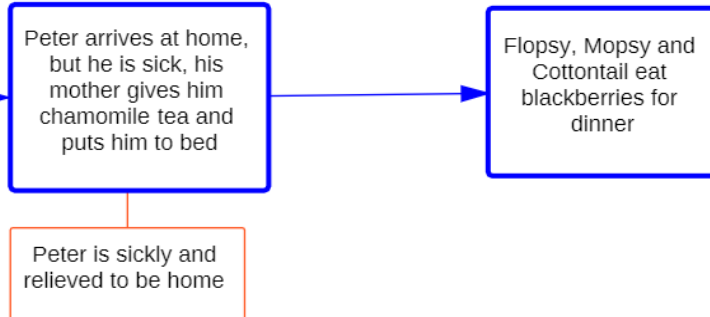 Peter arrives at home,
but he is sick, his
mother gives him
chamomile tea and
puts him to bed
Flopsy, Mopsy and
Cottontail eat
blackberries for
dinner
Peter is sickly and
relieved to be home